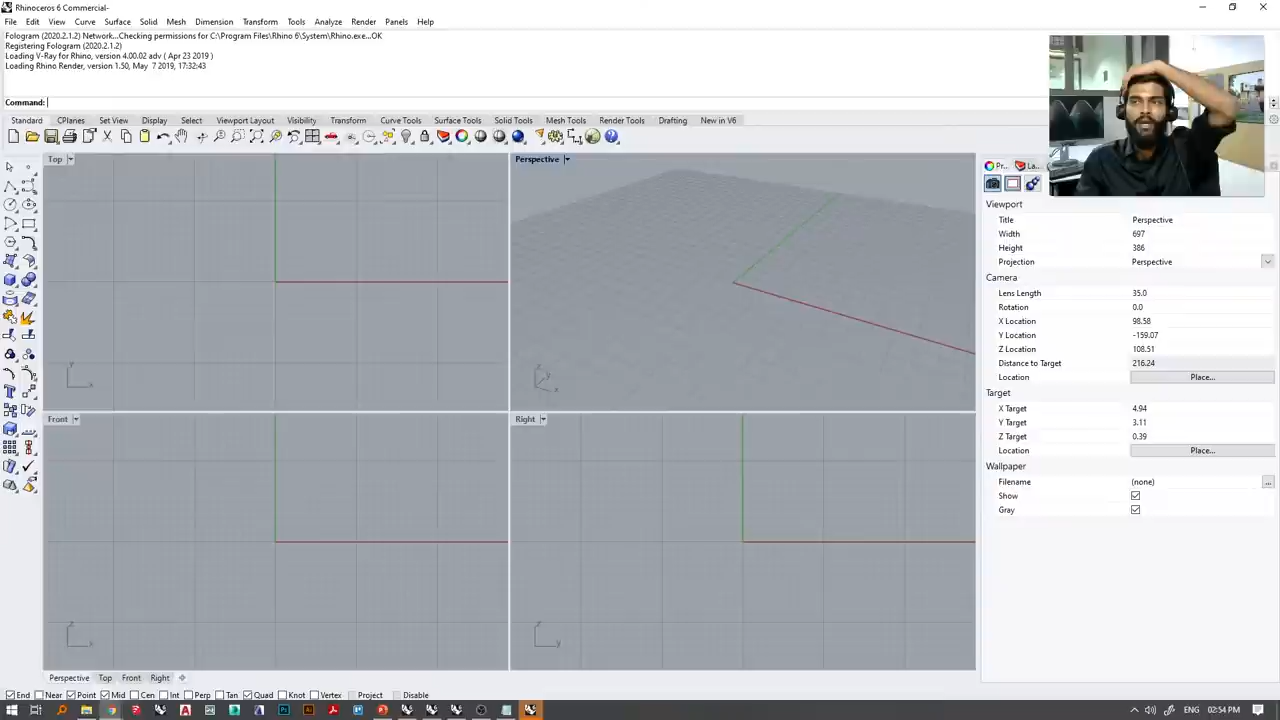 Rhinoceros 6 Commercial-
File Edit View Curve Surface Solid Mesh Dimension Transform Tools Analyze Render Panels Help
Fologram (2020.2.1.2) Network...Checking permissions for C:\Program Files\Rhino 6\System\Rhino.exe...OK
Registering Fologram (2020.2.1.2)
Loading V-Ray for Rhino, version 4.00.02 adv ( Apr 23 2019 )
Loading Rhino Render, version 1.50, May 7 2019, 17:32:43
Command:
Standard CPlanes Set View Display Select Viewport Layout Visibility Transform Curve Tools Surface Tools Solid Tools Mesh Tools Render Tools Drafting New in V6
Top
Perspective
Pr... La...
Viewport
Title Perspective
Width 697
Height 386
Projection Perspective
Camera
Lens Length 35.0
Rotation 0.0
X Location 98.58
Y Location -159.07
Z Location 108.51
Distance to Target 216.24
Location Place...
Target
X Target 4.94
Y Target 3.11
Z Target 0.39
Location Place...
Wallpaper
Filename (none) ...
Show
Gray
y x
z y x
Front
Right
z x
z y
Perspective Top Front Right
End Near Point Mid Cen Int Perp Tan Quad Knot Vertex Project Disable
ENG 02:54 PM